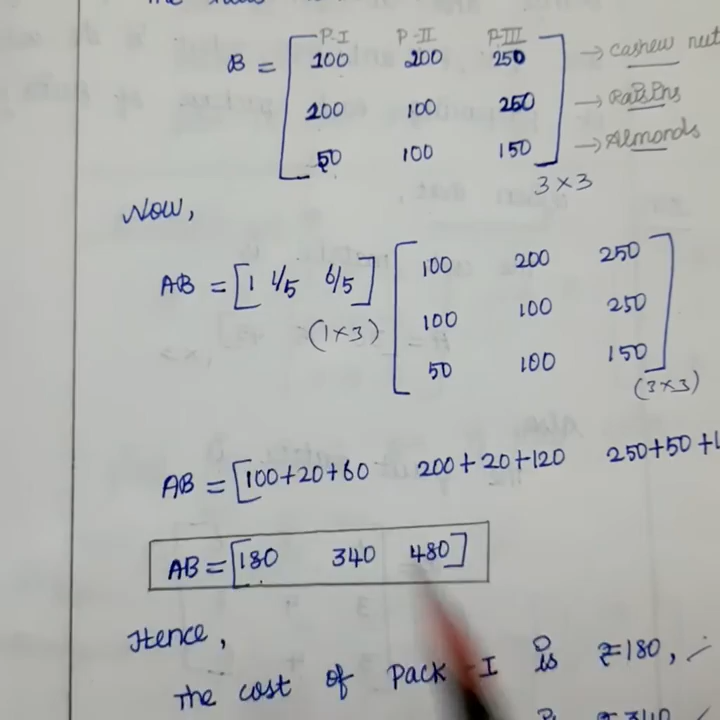 P-I P-II P-III
B = [100 200 250 → Cashew nut
200 100 250 → Raisins
50 100 150] → Almonds
3×3
Now,
AB = [1 1/5 6/5] [100 200 250
(1×3) 100 100 250
50 100 150]
(3×3)
AB = [100+20+60 200+20+120 250+50+1
AB = [180 340 480]
Hence,
The cost of Pack-I is ₹180,
₹340